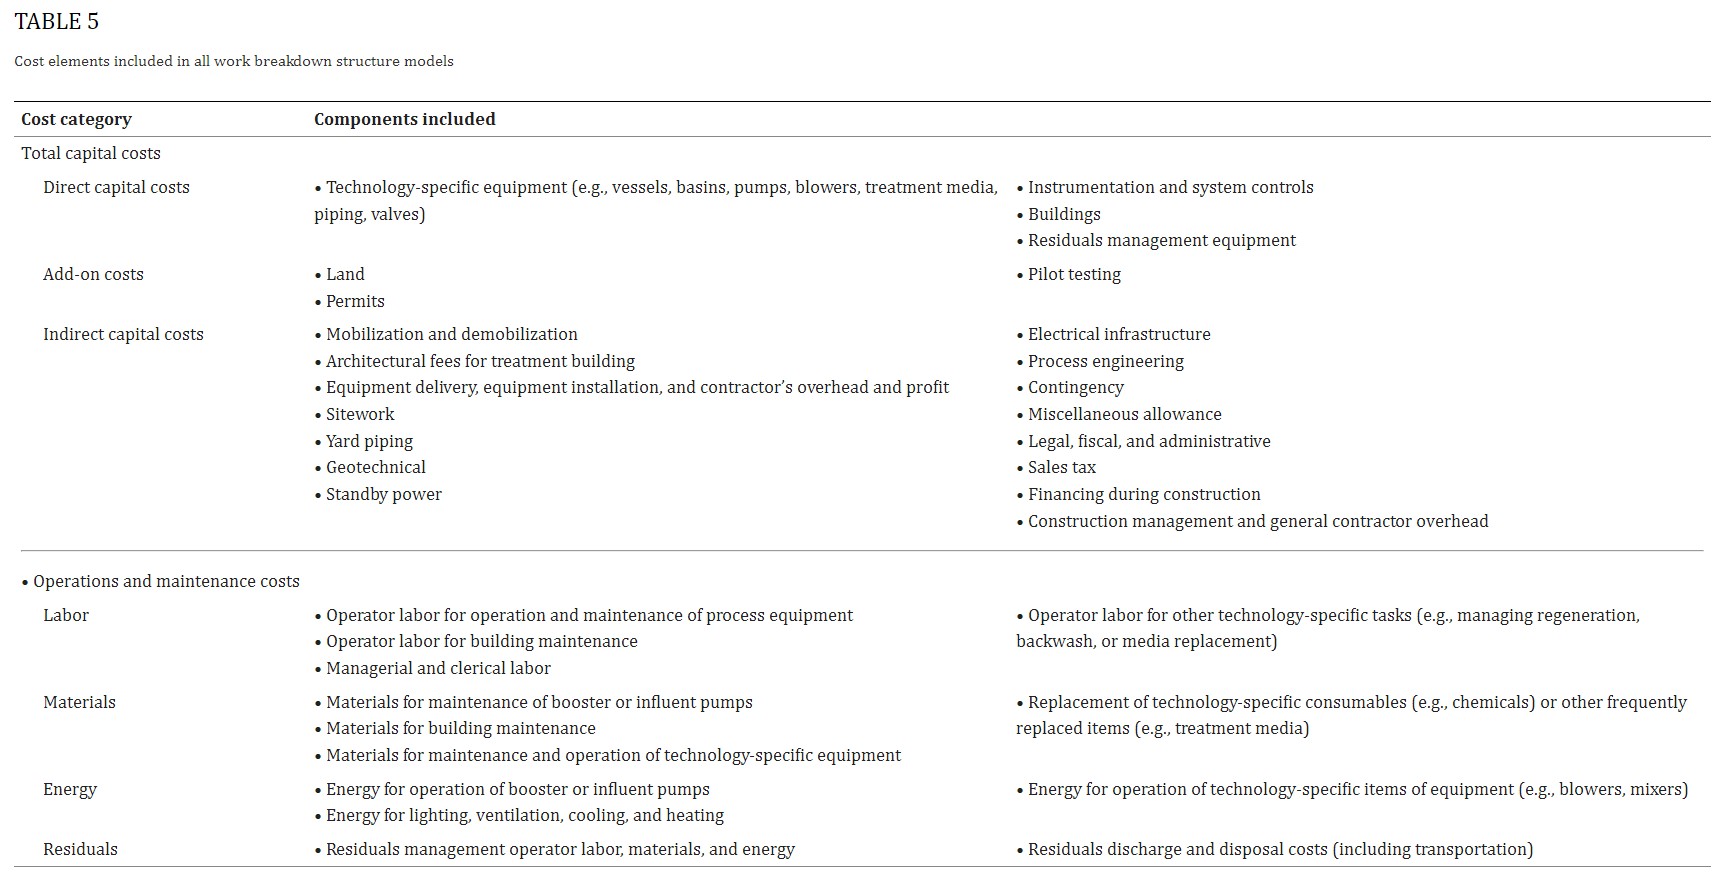 TABLE 5
Cost elements included in all work breakdown structure models
Cost category Components included
Total capital costs
Direct capital costs • Technology-specific equipment (e.g., vessels, basins, pumps, blowers, treatment media, • Instrumentation and system controls
piping, valves) • Buildings
• Residuals management equipment
Add-on costs • Land • Pilot testing
• Permits
Indirect capital costs • Mobilization and demobilization • Electrical infrastructure
• Architectural fees for treatment building • Process engineering
• Equipment delivery, equipment installation, and contractor’s overhead and profit • Contingency
• Sitework • Miscellaneous allowance
• Yard piping • Legal, fiscal, and administrative
• Geotechnical • Sales tax
• Standby power • Financing during construction
• Construction management and general contractor overhead
• Operations and maintenance costs
Labor • Operator labor for operation and maintenance of process equipment • Operator labor for other technology-specific tasks (e.g., managing regeneration,
• Operator labor for building maintenance backwash, or media replacement)
• Managerial and clerical labor
Materials • Materials for maintenance of booster or influent pumps • Replacement of technology-specific consumables (e.g., chemicals) or other frequently
• Materials for building maintenance replaced items (e.g., treatment media)
• Materials for maintenance and operation of technology-specific equipment
Energy • Energy for operation of booster or influent pumps • Energy for operation of technology-specific items of equipment (e.g., blowers, mixers)
• Energy for lighting, ventilation, cooling, and heating
Residuals • Residuals management operator labor, materials, and energy • Residuals discharge and disposal costs (including transportation)